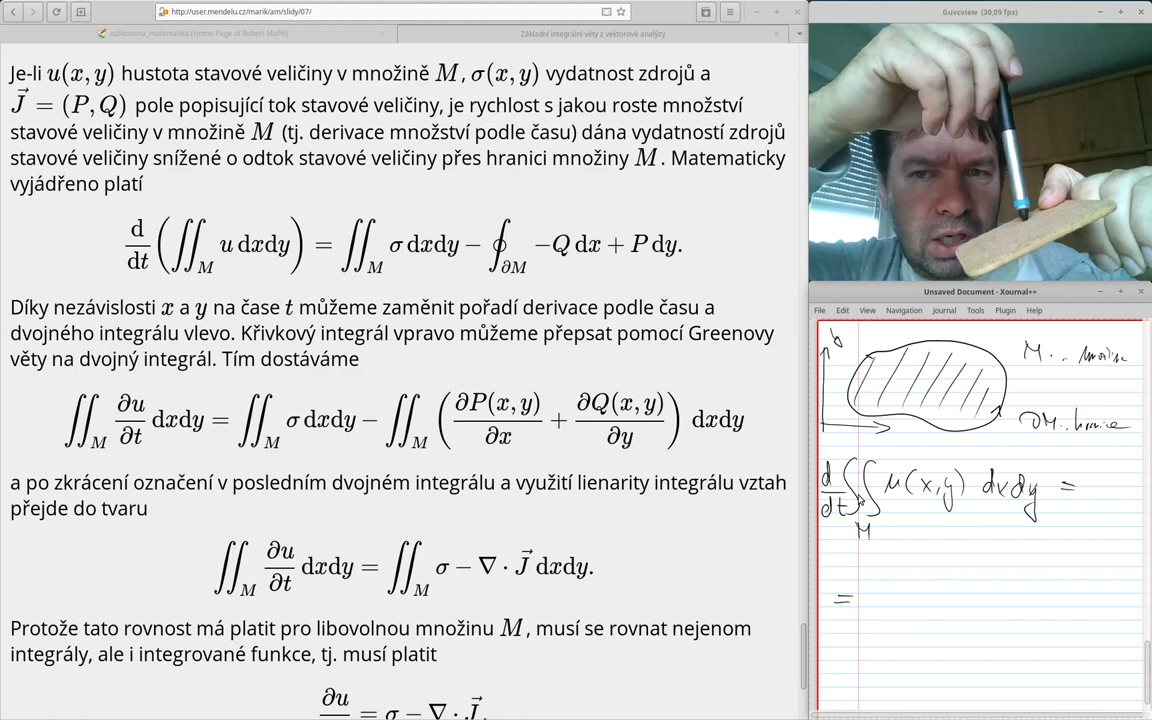 http://user.mendelu.cz/marik/am/slidy/07/
aplikovana_matematika [Home Page of Robert Mařík]
Základní integrální věty z vektorové analýzy
Je-li u(x, y) hustota stavové veličiny v množině M, σ(x, y) vydatnost zdrojů a
J⃗ = (P, Q) pole popisující tok stavové veličiny, je rychlost s jakou roste množství
stavové veličiny v množině M (tj. derivace množství podle času) dána vydatností zdrojů
stavové veličiny snížené o odtok stavové veličiny přes hranici množiny M. Matematicky
vyjádřeno platí
d/dt (∬_M u dxdy) = ∬_M σ dxdy − ∮_∂M −Q dx + P dy.
Díky nezávislosti x a y na čase t můžeme zaměnit pořadí derivace podle času a
dvojného integrálu vlevo. Křivkový integrál vpravo můžeme přepsat pomocí Greenovy
věty na dvojný integrál. Tím dostáváme
∬_M ∂u/∂t dxdy = ∬_M σ dxdy − ∬_M (∂P(x, y)/∂x + ∂Q(x, y)/∂y) dxdy
a po zkrácení označení v posledním dvojném integrálu a využití lienarity integrálu vztah
přejde do tvaru
∬_M ∂u/∂t dxdy = ∬_M σ − ∇ · J⃗ dxdy.
Protože tato rovnost má platit pro libovolnou množinu M, musí se rovnat nejenom
integrály, ale i integrované funkce, tj. musí platit
∂u = σ − ∇ · J⃗.
Guvcview (30,09 fps)
Unsaved Document - Xournal++
File Edit View Navigation Journal Tools Plugin Help
M.. množina
∂M.. hranice
d/dt ∬_M u(x,y) dxdy =
=